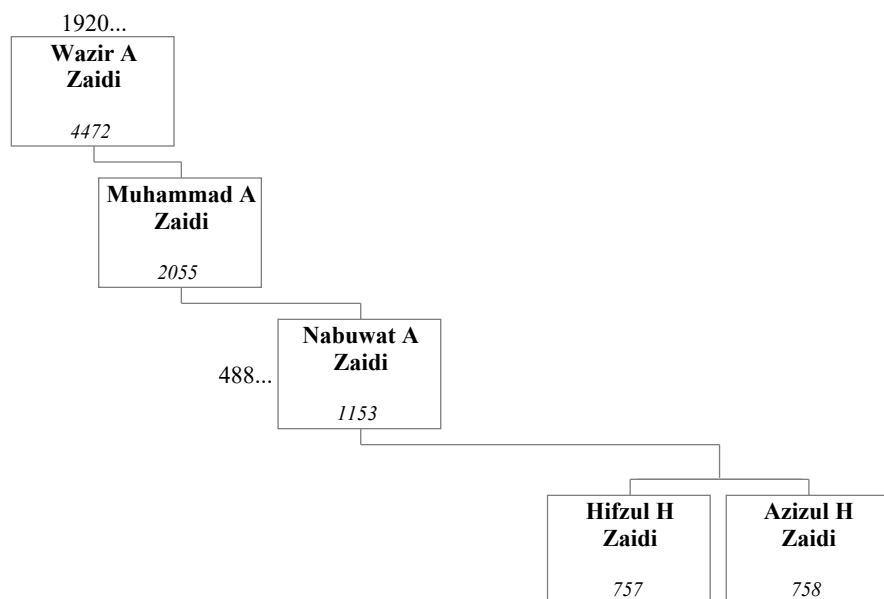 1920...
Wazir A
Zaidi
4472
Muhammad A
Zaidi
2055
Nabuwat A
Zaidi
488...
1153
Hifzul H
Zaidi
757
Azizul H
Zaidi
758